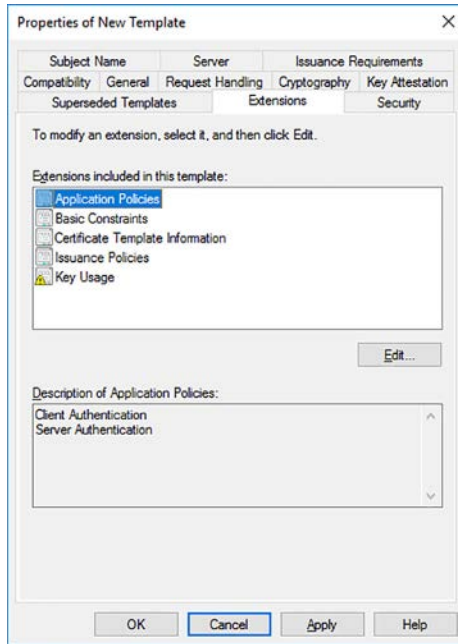 Properties of New Template
Subject Name Server Issuance Requirements
Compatibility General Request Handling Cryptography Key Attestation
Superseded Templates Extensions Security
To modify an extension, select it, and then click Edit.
Extensions included in this template:
Application Policies
Basic Constraints
Certificate Template Information
Issuance Policies
Key Usage
Edit...
Description of Application Policies:
Client Authentication
Server Authentication
OK Cancel Apply Help